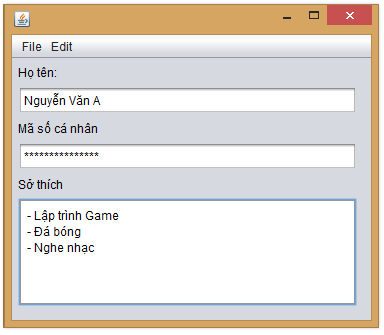 File Edit
Họ tên:
Nguyễn Văn A
Mã số cá nhân
***************
Sở thích
- Lập trình Game
- Đá bóng
- Nghe nhạc